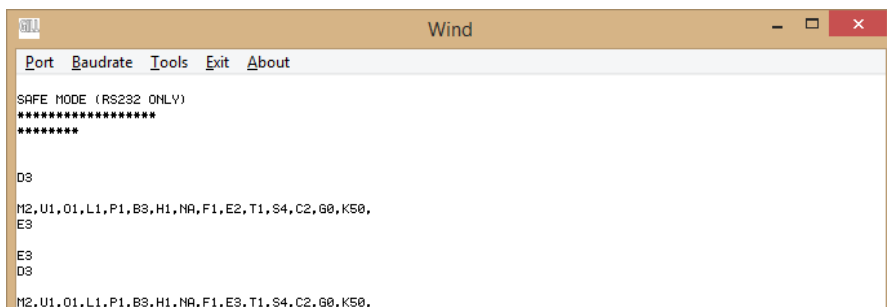 GILL
Wind
Port Baudrate Tools Exit About
SAFE MODE (RS232 ONLY)
******************
********
D3
M2,U1,O1,L1,P1,B3,H1,NA,F1,E2,T1,S4,C2,G0,K50,
E3
E3
D3
M2,U1,O1,L1,P1,B3,H1,NA,F1,E3,T1,S4,C2,G0,K50,